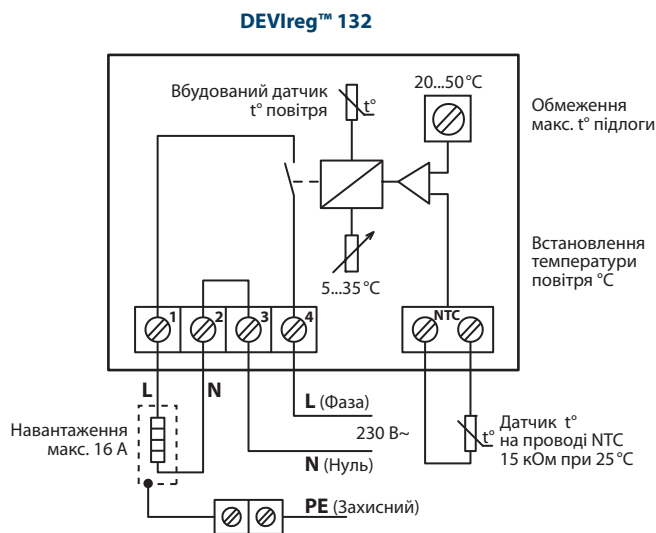 DEVIreg™ 132
Вбудований датчик
t° повітря
t°
20...50 °C
Обмеження
макс. t° підлоги
Встановлення
температури
повітря °C
5...35 °C
1
2
3
4
NTC
L
N
L (Фаза)
230 В~
N (Нуль)
Навантаження
макс. 16 А
t°
Датчик t°
на проводі NTC
15 кОм при 25 °C
PE (Захисний)